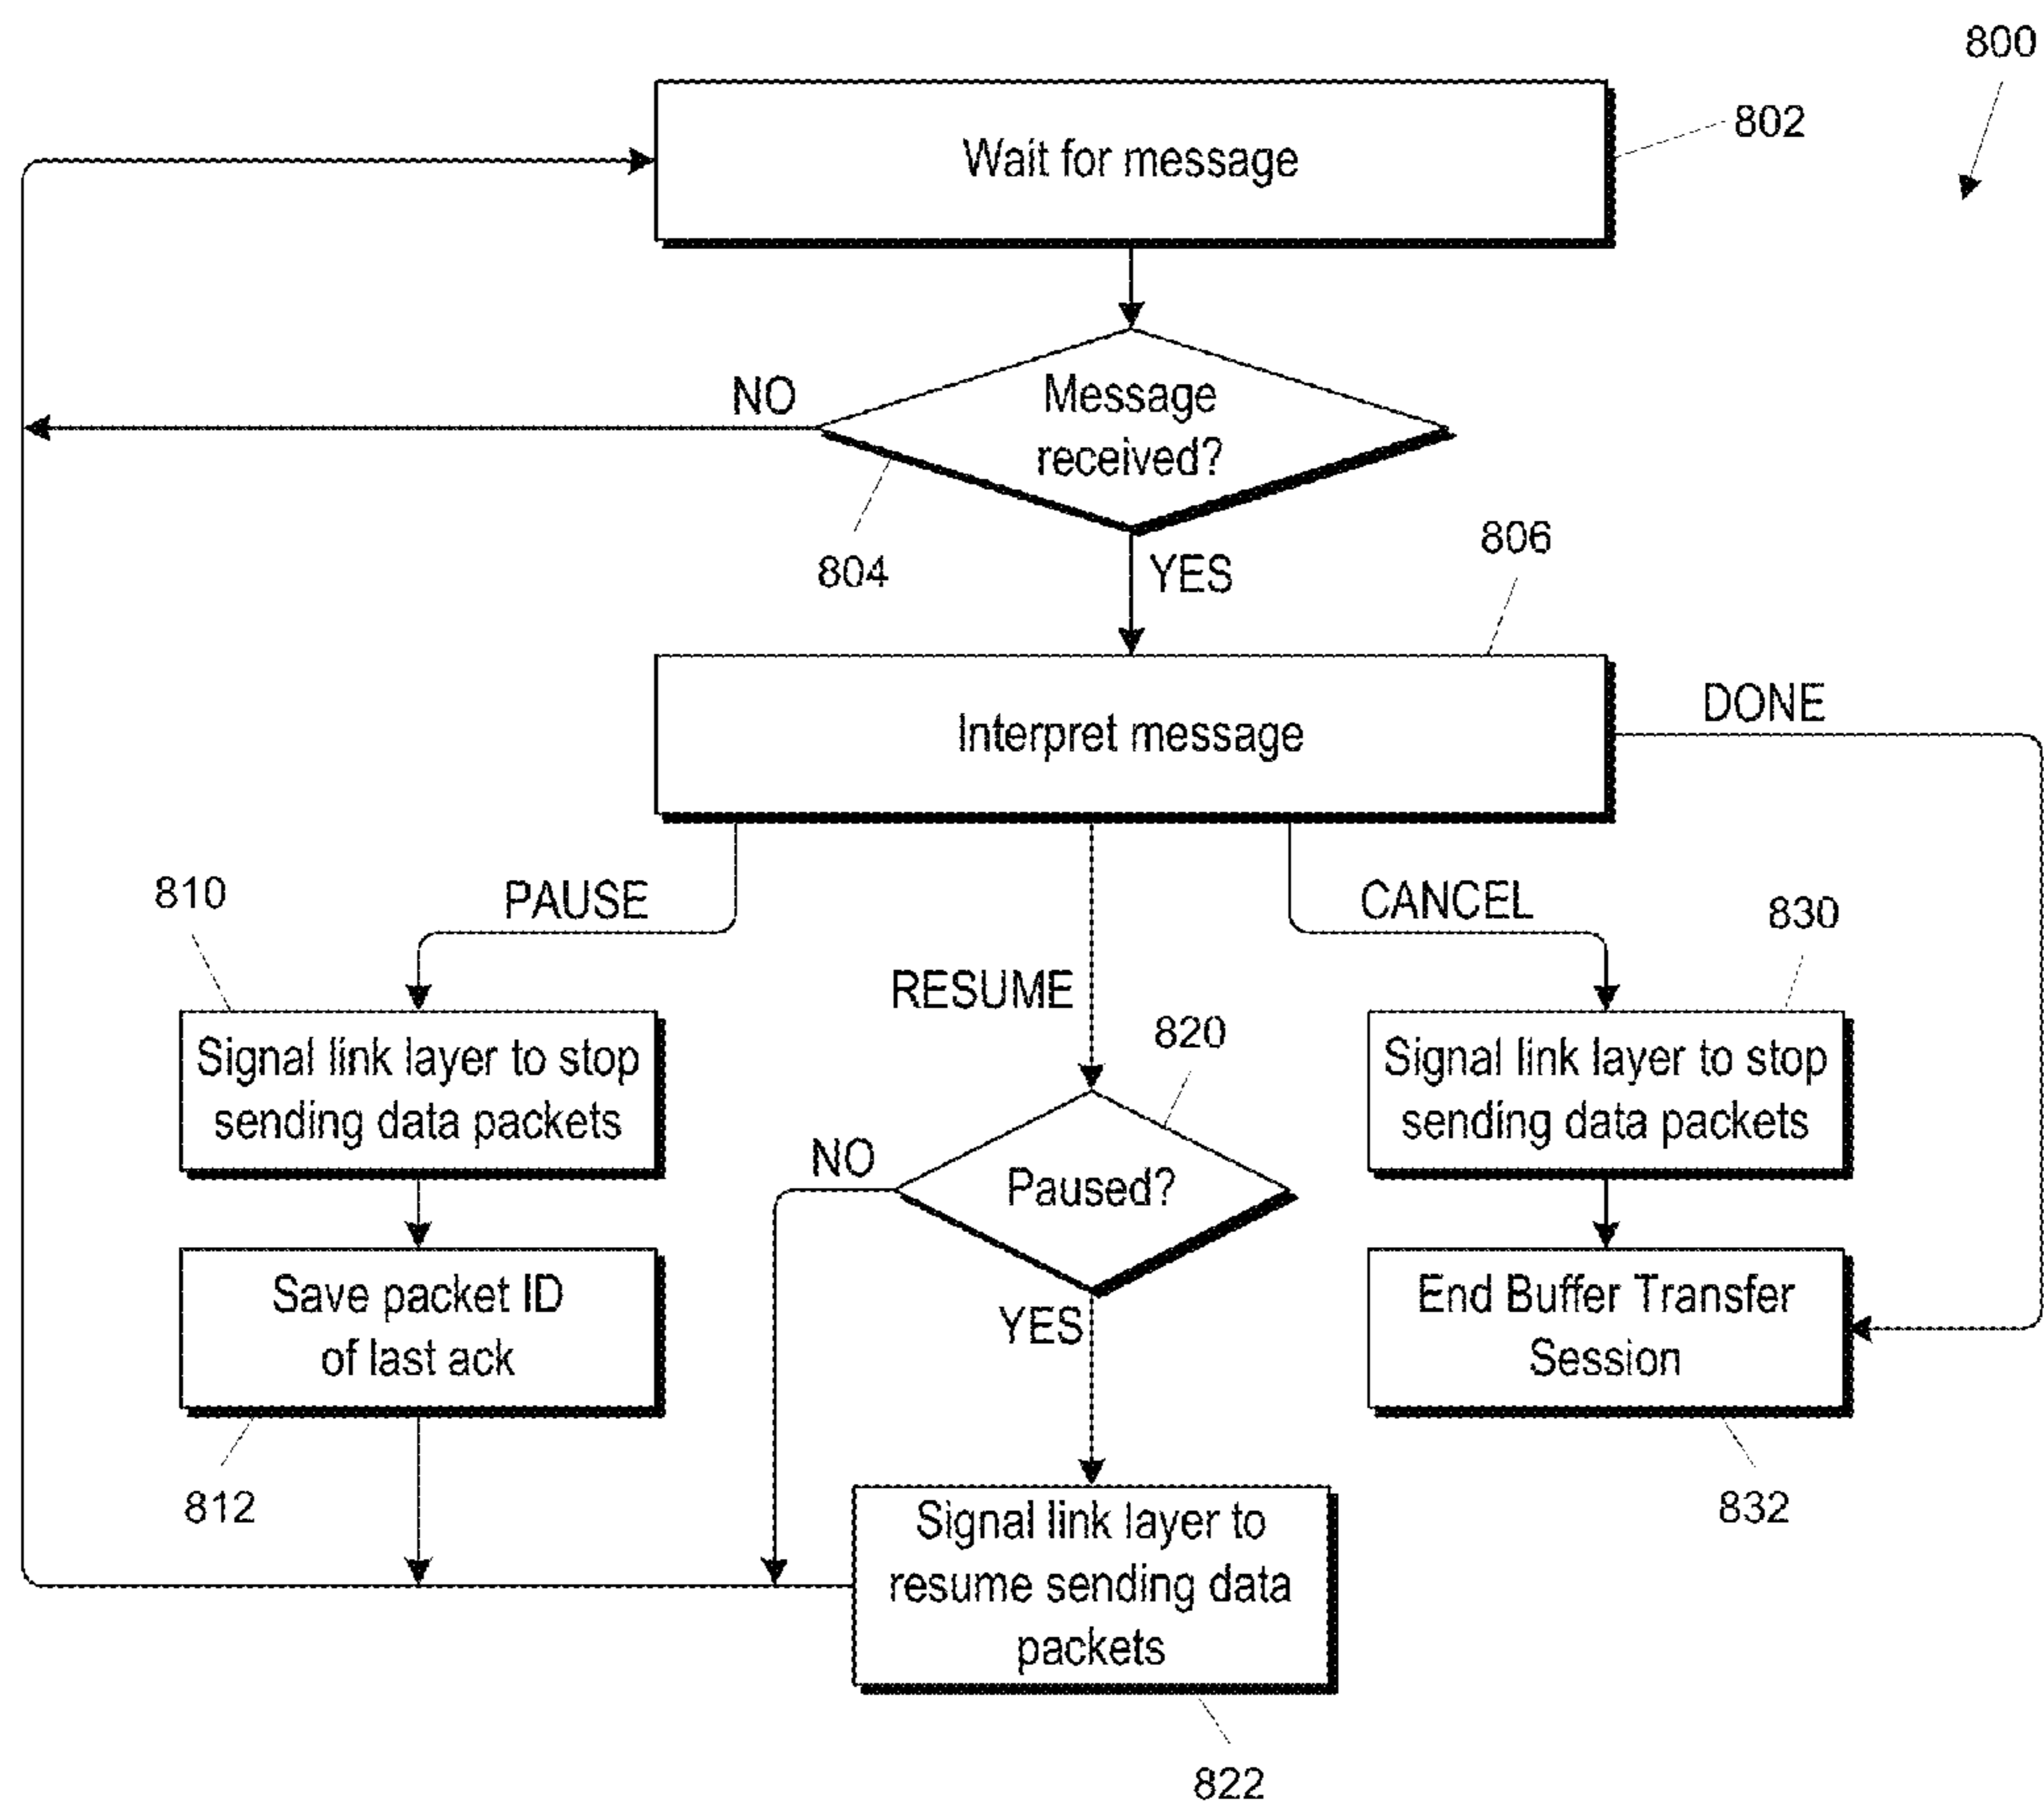 800
Wait for message
802
NO
Message
received?
804
YES
806
Interpret message
DONE
810
PAUSE
CANCEL
830
RESUME
820
Signal link layer to stop
sending data packets
Signal link layer to stop
sending data packets
NO
Paused?
Save packet ID
of last ack
YES
End Buffer Transfer
Session
812
Signal link layer to
resume sending data
packets
832
822